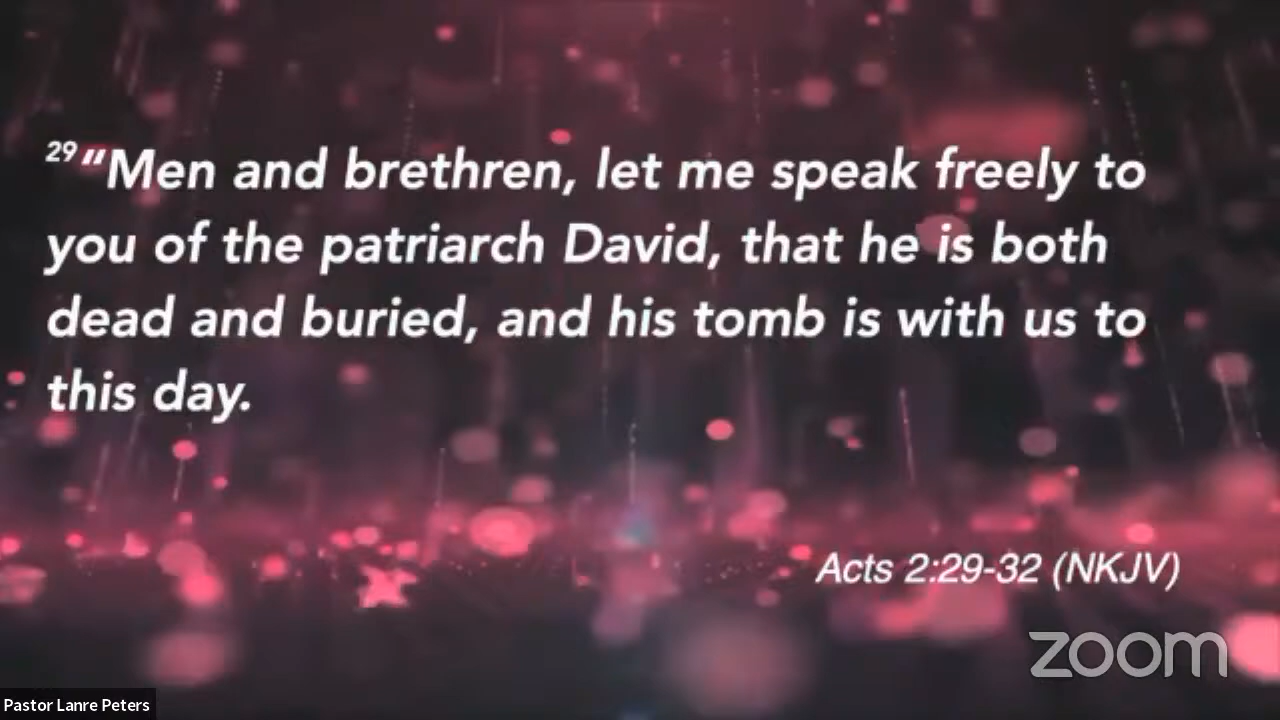 29 “Men and brethren, let me speak freely to
you of the patriarch David, that he is both
dead and buried, and his tomb is with us to
this day.
Acts 2:29-32 (NKJV)
zoom
Pastor Lanre Peters